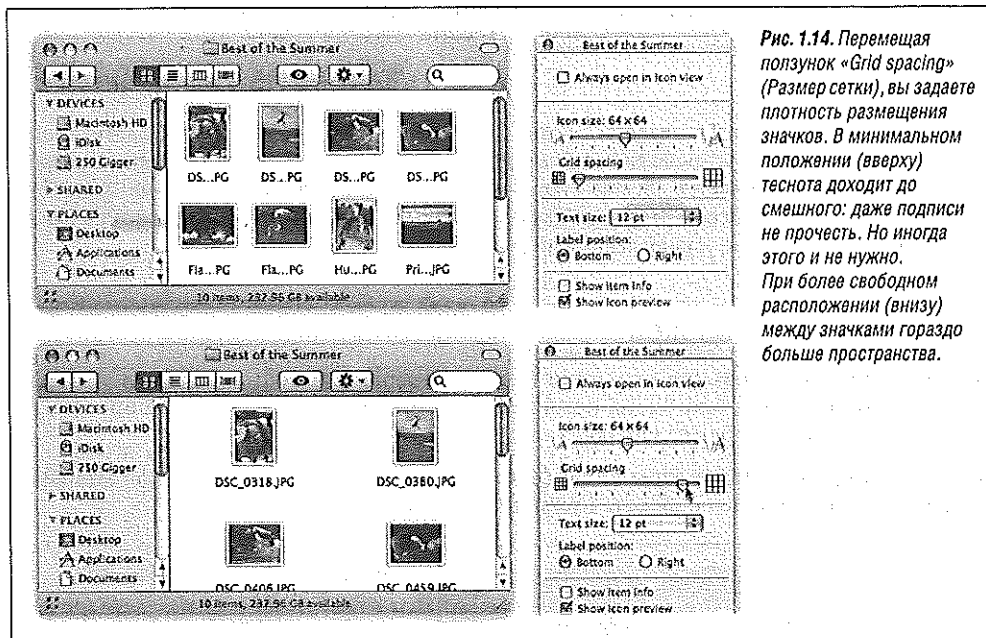 Best of the Summer
▼ DEVICES
Macintosh HD
iDisk
250 Gigger
▶ SHARED
▼ PLACES
Desktop
Applications
Documents
DS...PG DS...PG DS...PG DS...PG
Fla...PG Fla...PG Hu...PG Pri...JPG
10 items, 232.96 GB available
Best of the Summer
Always open in icon view
Icon size: 64 x 64
Grid spacing
Text size: 12 pt
Label position:
Bottom Right
Show item info
Show icon preview
Рис. 1.14. Перемещая
ползунок «Grid spacing»
(Размер сетки), вы задаете
плотность размещения
значков. В минимальном
положении (вверху)
теснота доходит до
смешного: даже подписи
не прочесть. Но иногда
этого и не нужно.
При более свободном
расположении (внизу)
между значками гораздо
больше пространства.
Best of the Summer
▼ DEVICES
Macintosh HD
iDisk
250 Gigger
▶ SHARED
▼ PLACES
Desktop
Applications
Documents
DSC_0318.JPG DSC_0380.JPG
DSC_0406.JPG DSC_0459.JPG
10 items, 232.96 GB available
Best of the Summer
Always open in icon view
Icon size: 64 x 64
Grid spacing
Text size: 12 pt
Label position:
Bottom Right
Show item info
Show icon preview